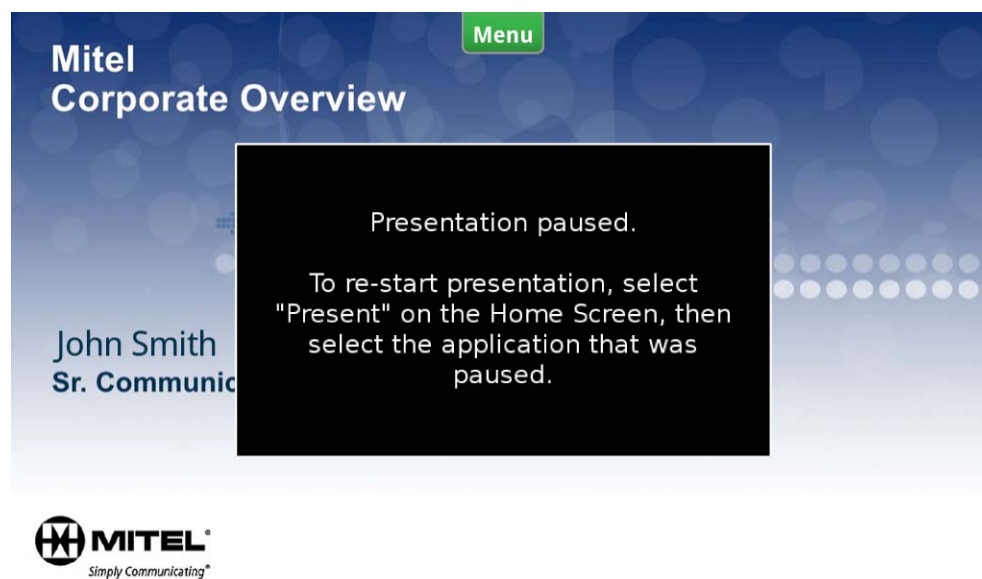 Menu
Mitel
Corporate Overview
Presentation paused.
To re-start presentation, select
"Present" on the Home Screen, then
select the application that was
paused.
John Smith
Sr. Communic
MITEL®
Simply Communicating®